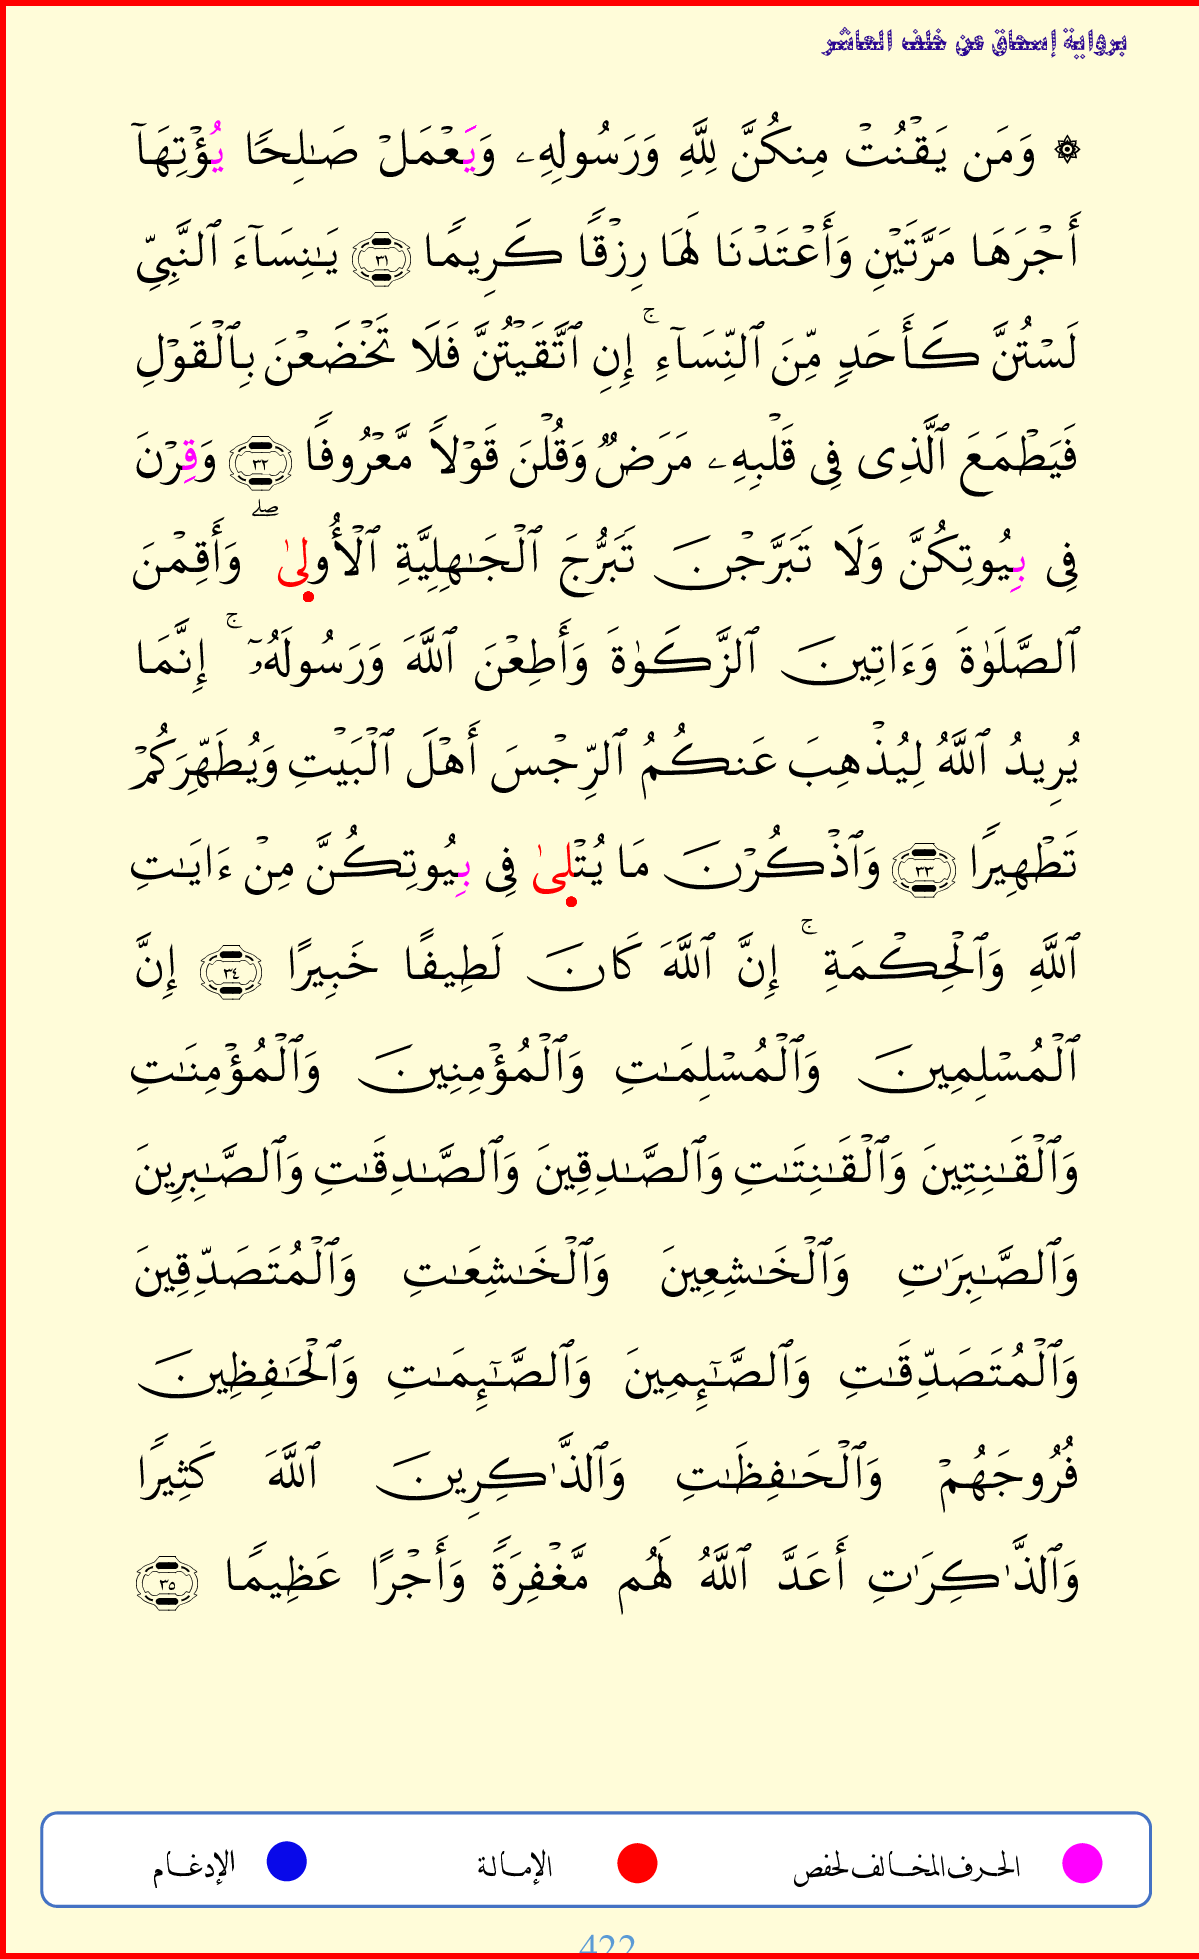 برواية إسحاق عن خلف العاشر
۞ وَمَن يَقۡنُتۡ مِنكُنَّ لِلَّهِ وَرَسُولِهِۦ وَيَعۡمَلۡ صَٰلِحًا يُؤۡتِهَآ
أَجۡرَهَا مَرَّتَيۡنِ وَأَعۡتَدۡنَا لَهَا رِزۡقًا كَرِيمًا ٣١ يَٰنِسَآءَ ٱلنَّبِيِّ
لَسۡتُنَّ كَأَحَدٍ مِّنَ ٱلنِّسَآءِۚ إِنِ ٱتَّقَيۡتُنَّ فَلَا تَخۡضَعۡنَ بِٱلۡقَوۡلِ
فَيَطۡمَعَ ٱلَّذِي فِي قَلۡبِهِۦ مَرَضٌ وَقُلۡنَ قَوۡلًا مَّعۡرُوفًا ٣٢ وَقِرۡنَ
فِي بِيُوتِكُنَّ وَلَا تَبَرَّجۡنَ تَبَرُّجَ ٱلۡجَٰهِلِيَّةِ ٱلۡأُولىٰۖ وَأَقِمۡنَ
ٱلصَّلَوٰةَ وَءَاتِينَ ٱلزَّكَوٰةَ وَأَطِعۡنَ ٱللَّهَ وَرَسُولَهُۥٓۚ إِنَّمَا
يُرِيدُ ٱللَّهُ لِيُذۡهِبَ عَنكُمُ ٱلرِّجۡسَ أَهۡلَ ٱلۡبَيۡتِ وَيُطَهِّرَكُمۡ
تَطۡهِيرًا ٣٣ وَٱذۡكُرۡنَ مَا يُتۡلىٰ فِي بِيُوتِكُنَّ مِنۡ ءَايَٰتِ
ٱللَّهِ وَٱلۡحِكۡمَةِۚ إِنَّ ٱللَّهَ كَانَ لَطِيفًا خَبِيرًا ٣٤ إِنَّ
ٱلۡمُسۡلِمِينَ وَٱلۡمُسۡلِمَٰتِ وَٱلۡمُؤۡمِنِينَ وَٱلۡمُؤۡمِنَٰتِ
وَٱلۡقَٰنِتِينَ وَٱلۡقَٰنِتَٰتِ وَٱلصَّٰدِقِينَ وَٱلصَّٰدِقَٰتِ وَٱلصَّٰبِرِينَ
وَٱلصَّٰبِرَٰتِ وَٱلۡخَٰشِعِينَ وَٱلۡخَٰشِعَٰتِ وَٱلۡمُتَصَدِّقِينَ
وَٱلۡمُتَصَدِّقَٰتِ وَٱلصَّٰٓئِمِينَ وَٱلصَّٰٓئِمَٰتِ وَٱلۡحَٰفِظِينَ
فُرُوجَهُمۡ وَٱلۡحَٰفِظَٰتِ وَٱلذَّٰكِرِينَ ٱللَّهَ كَثِيرًا
وَٱلذَّٰكِرَٰتِ أَعَدَّ ٱللَّهُ لَهُم مَّغۡفِرَةً وَأَجۡرًا عَظِيمًا ٣٥
الحرف المخالف لحفص الإمالة الإدغام
422